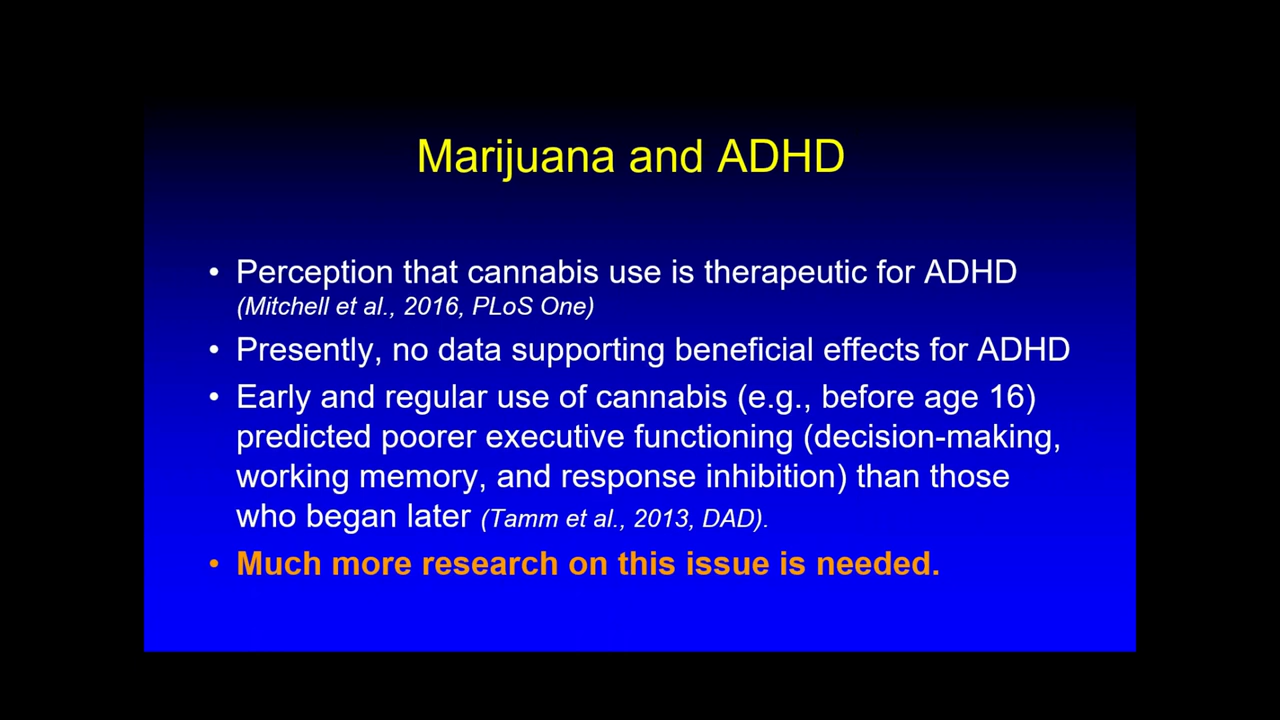 Marijuana and ADHD
• Perception that cannabis use is therapeutic for ADHD
(Mitchell et al., 2016, PLoS One)
• Presently, no data supporting beneficial effects for ADHD
• Early and regular use of cannabis (e.g., before age 16)
predicted poorer executive functioning (decision-making,
working memory, and response inhibition) than those
who began later (Tamm et al., 2013, DAD).
• Much more research on this issue is needed.